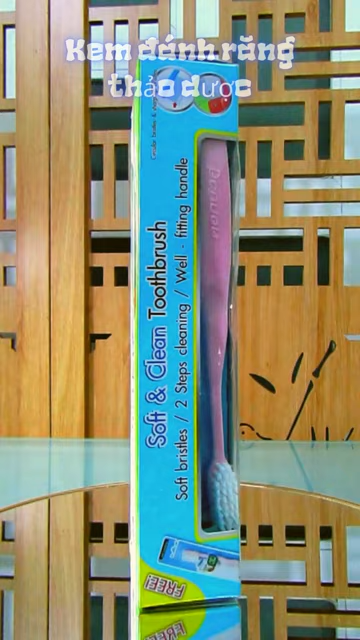 Kem đánh răng
thảo dược
Soft & Clean Toothbrush
Soft bristles / 2 Steps cleaning / Well - fitting handle
FREE